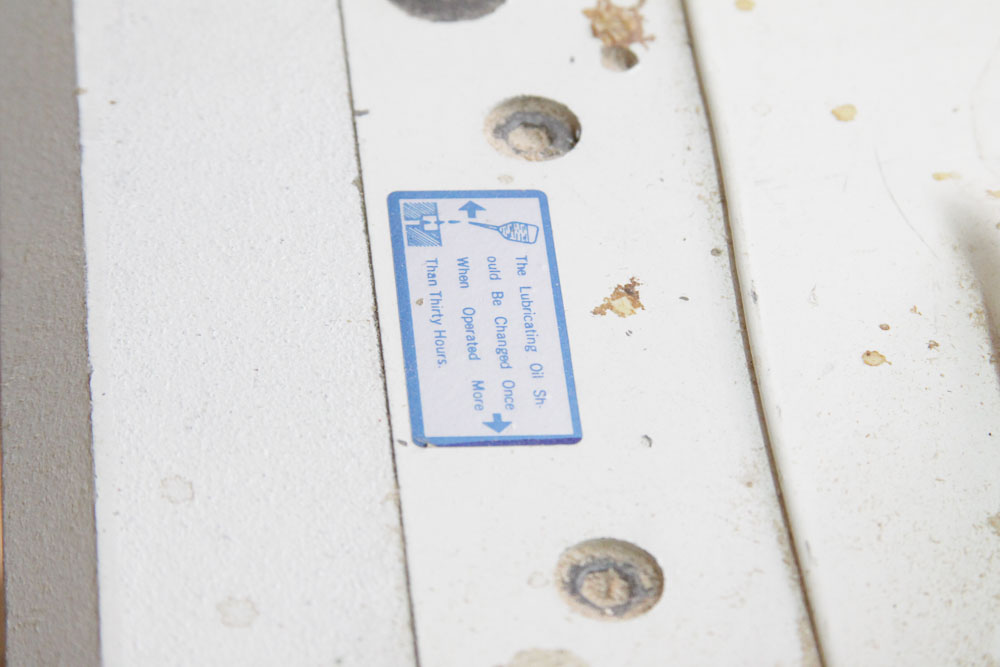 The Lubricating Oil Sh-
ould Be Changed Once
When Operated More
Than Thirty Hours.